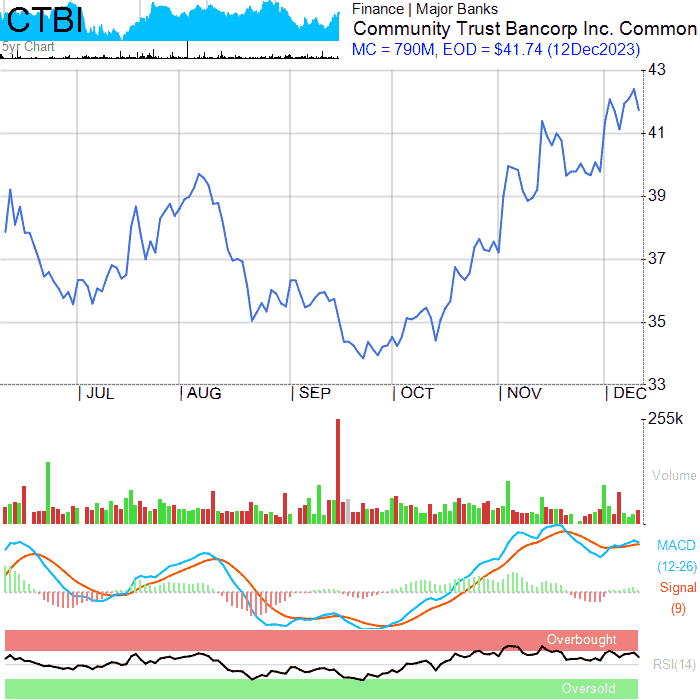 CTBI
5yr Chart
Finance | Major Banks
Community Trust Bancorp Inc. Common
MC = 790M, EOD = $41.74 (12Dec2023)
43
41
39
37
35
33
JUL
AUG
SEP
OCT
NOV
DEC
255k
Volume
MACD
(12-26)
Signal
(9)
Overbought
RSI(14)
Oversold